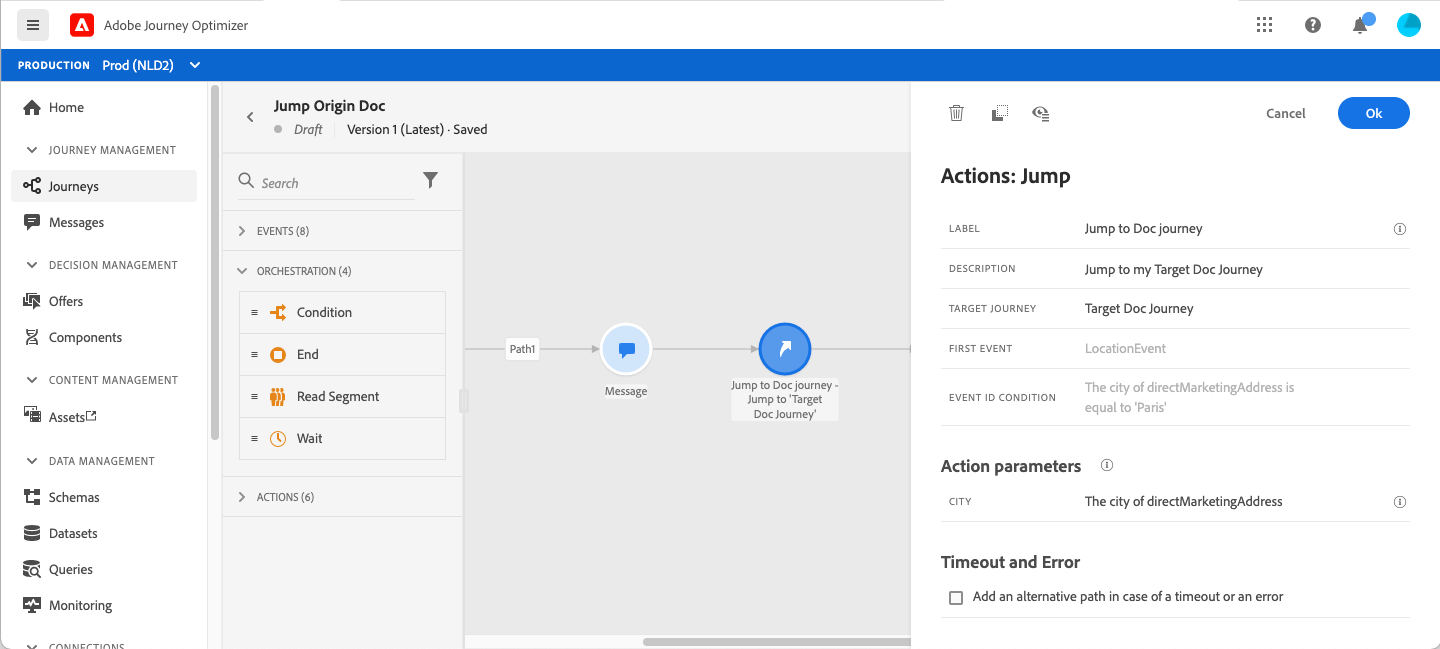 Adobe Journey Optimizer
PRODUCTION Prod (NLD2)
Home
JOURNEY MANAGEMENT
Journeys
Messages
DECISION MANAGEMENT
Offers
Components
CONTENT MANAGEMENT
Assets
DATA MANAGEMENT
Schemas
Datasets
Queries
Monitoring
CONNECTIONS
Jump Origin Doc
Draft Version 1 (Latest) · Saved
Search
EVENTS (8)
ORCHESTRATION (4)
Condition
End
Read Segment
Wait
ACTIONS (6)
Path1
Message
Jump to Doc journey -
Jump to 'Target
Doc Journey'
Cancel Ok
Actions: Jump
LABEL Jump to Doc journey
DESCRIPTION Jump to my Target Doc Journey
TARGET JOURNEY Target Doc Journey
FIRST EVENT LocationEvent
EVENT ID CONDITION The city of directMarketingAddress is
equal to 'Paris'
Action parameters
CITY The city of directMarketingAddress
Timeout and Error
Add an alternative path in case of a timeout or an error